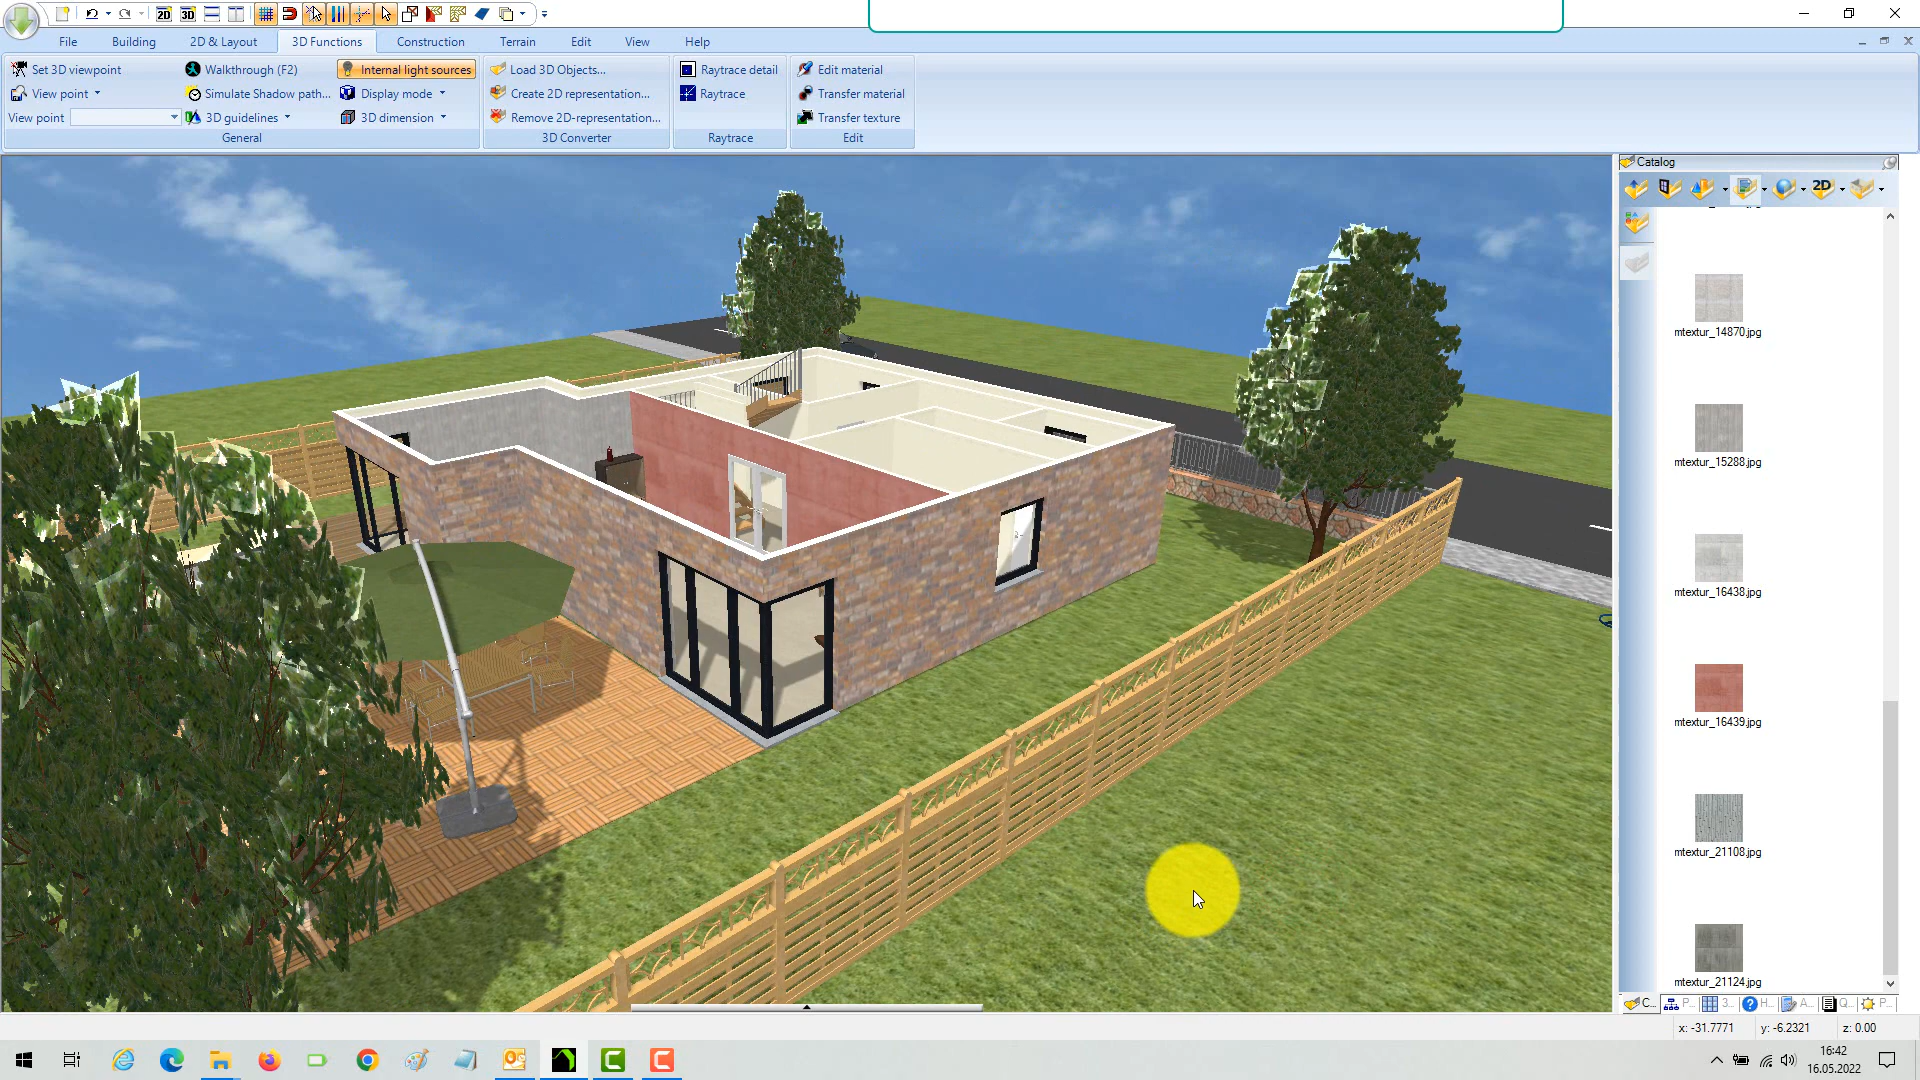 2D 3D
File Building 2D & Layout 3D Functions Construction Terrain Edit View Help
Set 3D viewpoint Walkthrough (F2) Internal light sources Load 3D Objects... Raytrace detail Edit material
View point Simulate Shadow path... Display mode Create 2D representation... Raytrace Transfer material
View point 3D guidelines 3D dimension Remove 2D-representation... Transfer texture
General 3D Converter Raytrace Edit
Catalog
2D
mtextur_14870.jpg
mtextur_15288.jpg
mtextur_16438.jpg
mtextur_16439.jpg
mtextur_21108.jpg
mtextur_21124.jpg
C... P... 3... H... A... Q... P...
x: -31.7771 y: -6.2321 z: 0.00
16:42
16.05.2022